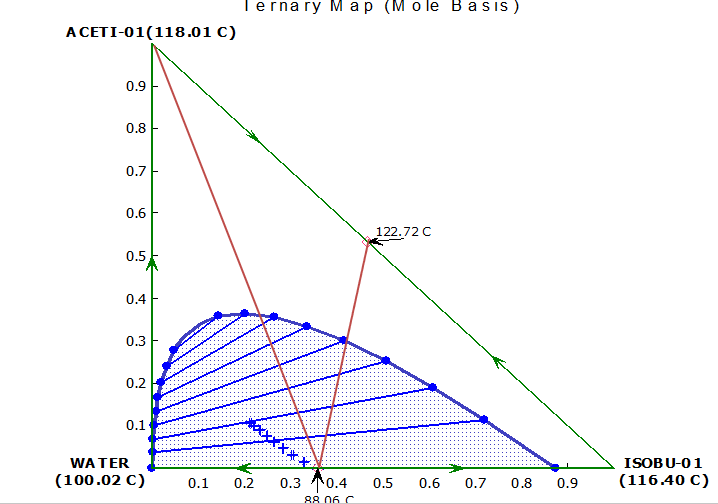 Ternary Map (Mole Basis)
ACETI-01(118.01 C)
0.9
0.8
0.7
0.6
122.72 C
0.5
0.4
0.3
0.2
0.1
WATER
(100.02 C)
ISOBU-01
(116.40 C)
0.1 0.2 0.3 0.4 0.5 0.6 0.7 0.8 0.9
88.06 C